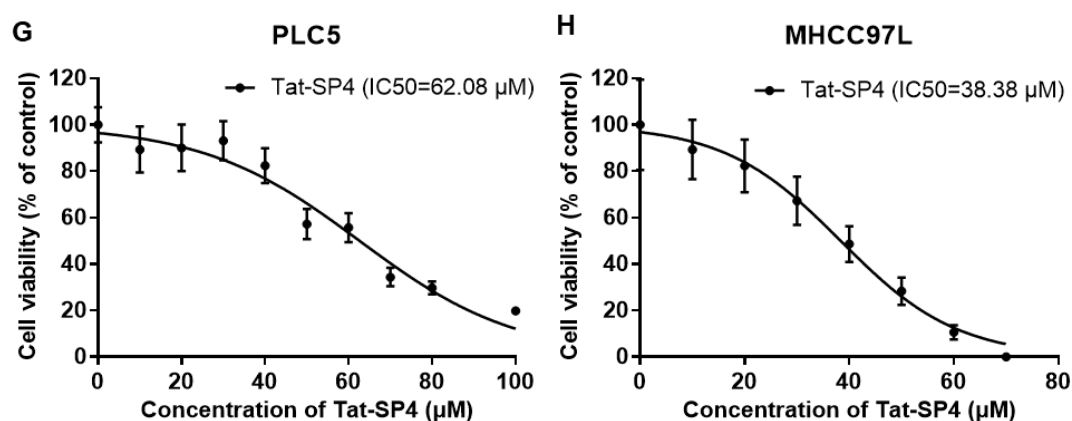 G
PLC5
Tat-SP4 (IC50=62.08 µM)
Cell viability (% of control)
120
100
80
60
40
20
0
0 20 40 60 80 100
Concentration of Tat-SP4 (µM)
H
MHCC97L
Tat-SP4 (IC50=38.38 µM)
Cell viability (% of control)
120
100
80
60
40
20
0
0 20 40 60 80
Concentration of Tat-SP4 (µM)